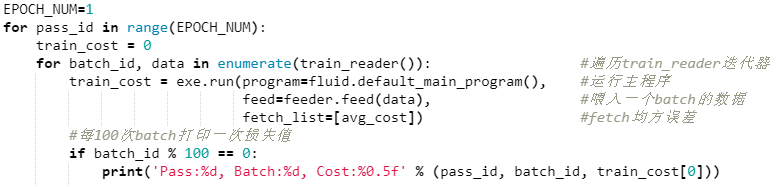 EPOCH_NUM=1
for pass_id in range(EPOCH_NUM):
    train_cost = 0
    for batch_id, data in enumerate(train_reader()):                #遍历train_reader迭代器
        train_cost = exe.run(program=fluid.default_main_program(),  #运行主程序
                             feed=feeder.feed(data),                #喂入一个batch的数据
                             fetch_list=[avg_cost])                 #fetch均方误差
        #每100次batch打印一次损失值
        if batch_id % 100 == 0:
            print('Pass:%d, Batch:%d, Cost:%0.5f' % (pass_id, batch_id, train_cost[0]))